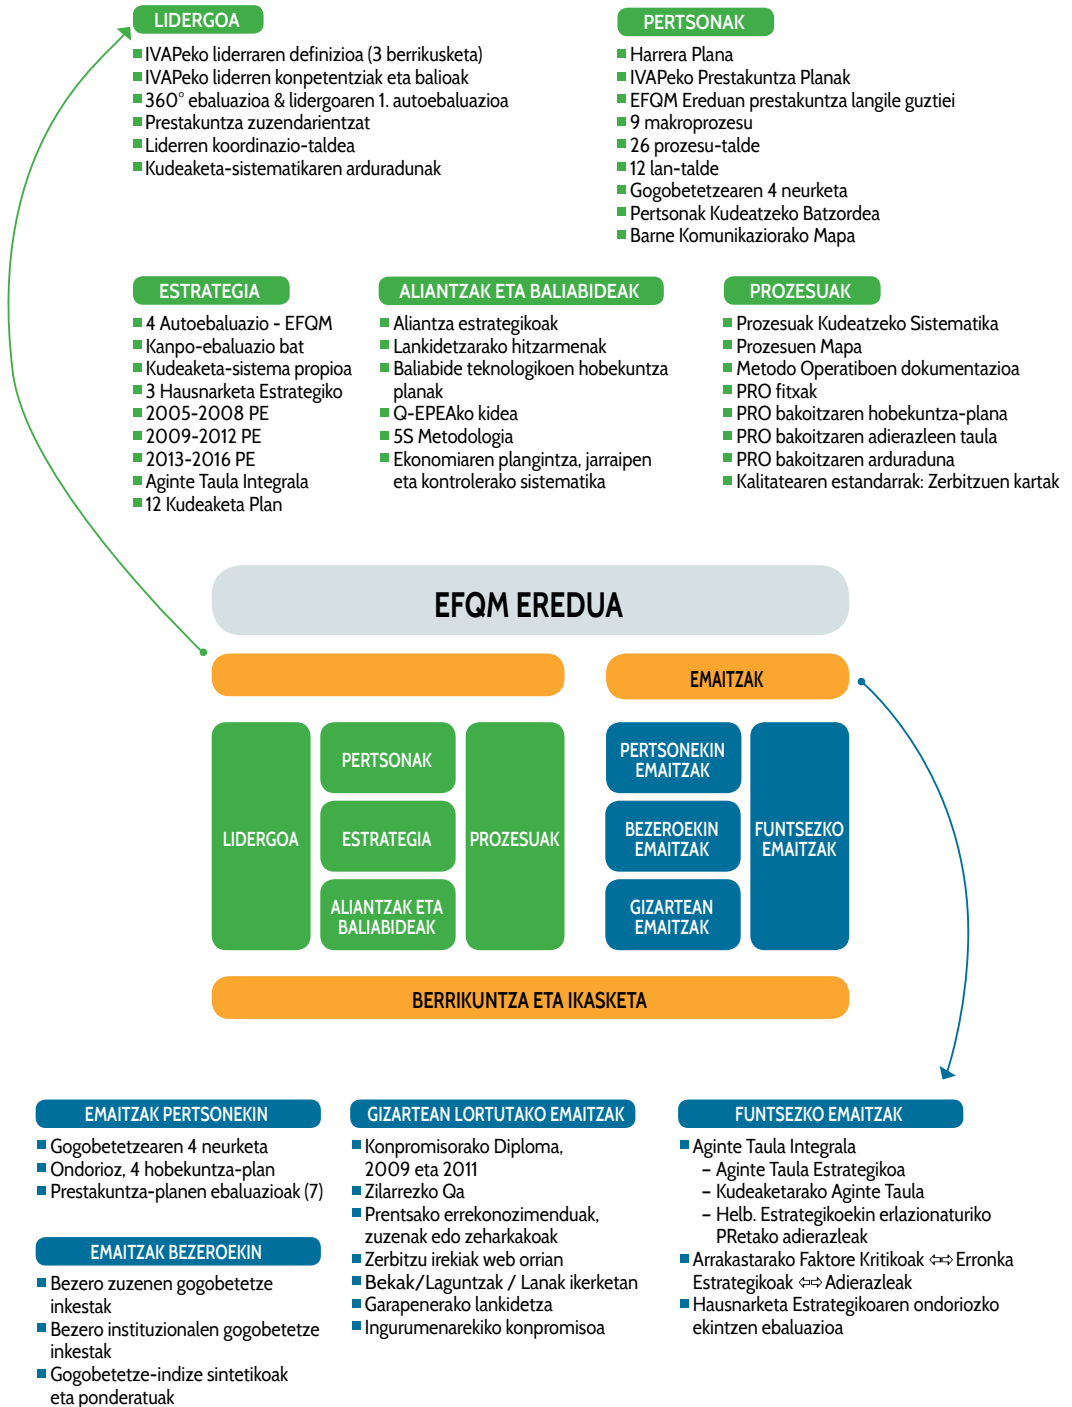 LIDERGOA
IVAPeko liderraren definizioa (3 berrikusketa)
IVAPeko liderren konpetentziak eta balioak
360° ebaluazioa & lidergoaren 1. autoebaluazioa
Prestakuntza zuzendarientzat
Liderren koordinazio-taldea
Kudeaketa-sistematikaren arduradunak
PERTSONAK
Harrera Plana
IVAPeko Prestakuntza Planak
EFQM Ereduan prestakuntza langile guztiei
9 makroprozesu
26 prozesu-talde
12 lan-talde
Gogobetetzearen 4 neurketa
Pertsonak Kudeatzeko Batzordea
Barne Komunikaziorako Mapa
ESTRATEGIA
4 Autoebaluazio - EFQM
Kanpo-ebaluazio bat
Kudeaketa-sistema propioa
3 Hausnarketa Estrategiko
2005-2008 PE
2009-2012 PE
2013-2016 PE
Aginte Taula Integrala
12 Kudeaketa Plan
ALIANTZAK ETA BALIABIDEAK
Aliantza estrategikoak
Lankidetzarako hitzarmenak
Baliabide teknologikoen hobekuntza
planak
Q-EPEAko kidea
5S Metodologia
Ekonomiaren plangintza, jarraipen
eta kontrolerako sistematika
PROZESUAK
Prozesuak Kudeatzeko Sistematika
Prozesuen Mapa
Metodo Operatiboen dokumentazioa
PRO fitxak
PRO bakoitzaren hobekuntza-plana
PRO bakoitzaren adierazleen taula
PRO bakoitzaren arduraduna
Kalitatearen estandarrak: Zerbitzuen kartak
EFQM EREDUA
EMAITZAK
LIDERGOA
PERTSONAK
ESTRATEGIA
ALIANTZAK ETA
BALIABIDEAK
PROZESUAK
PERTSONEKIN
EMAITZAK
BEZEROEKIN
EMAITZAK
GIZARTEAN
EMAITZAK
FUNTSEZKO
EMAITZAK
BERRIKUNTZA ETA IKASKETA
EMAITZAK PERTSONEKIN
Gogobetetzearen 4 neurketa
Ondorioz, 4 hobekuntza-plan
Prestakuntza-planen ebaluazioak (7)
EMAITZAK BEZEROEKIN
Bezero zuzenen gogobetetze
inkestak
Bezero instituzionalen gogobetetze
inkestak
Gogobetetze-indize sintetikoak
eta ponderatuak
GIZARTEAN LORTUTAKO EMAITZAK
Konpromisorako Diploma,
2009 eta 2011
Zilarrezko Qa
Prentsako errekonozimenduak,
zuzenak edo zeharkakoak
Zerbitzu irekiak web orrian
Bekak/Laguntzak / Lanak ikerketan
Garapenerako lankidetza
Ingurumenarekiko konpromisoa
FUNTSEZKO EMAITZAK
Aginte Taula Integrala
– Aginte Taula Estrategikoa
– Kudeaketarako Aginte Taula
– Helb. Estrategikoekin erlazionaturiko
PRetako adierazleak
Arrakastarako Faktore Kritikoak ⇔ Erronka
Estrategikoak ⇔ Adierazleak
Hausnarketa Estrategikoaren ondoriozko
ekintzen ebaluazioa